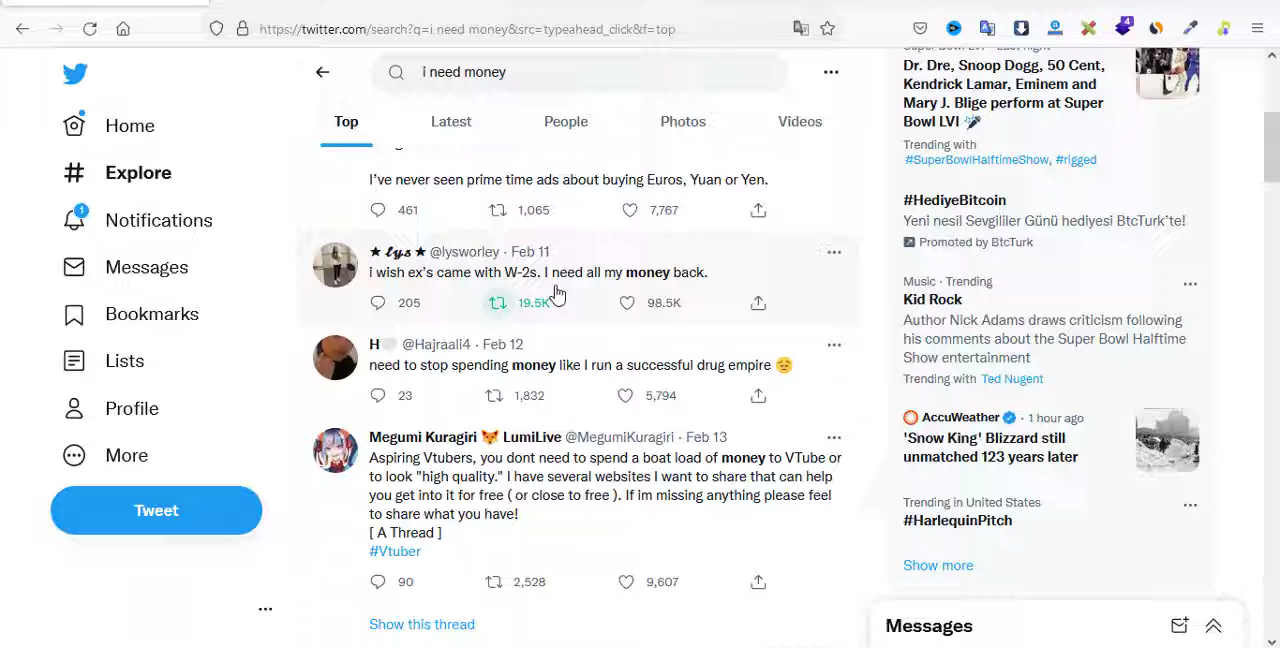 https://twitter.com/search?q=i need money&src=typeahead_click&f=top
4
i need money
Home
1
Explore
Notifications
Messages
Bookmarks
Lists
Profile
More
Tweet
Top
Latest
People
Photos
Videos
I've never seen prime time ads about buying Euros, Yuan or Yen.
461 1,065 7,767
★ 𝓵𝔂𝓼 ★ @lysworley · Feb 11
i wish ex's came with W-2s. I need all my money back.
205 19.5K 98.5K
H @Hajraali4 · Feb 12
need to stop spending money like I run a successful drug empire 😔
23 1,832 5,794
Megumi Kuragiri 🦊 LumiLive @MegumiKuragiri · Feb 13
Aspiring Vtubers, you dont need to spend a boat load of money to VTube or
to look "high quality." I have several websites I want to share that can help
you get into it for free ( or close to free ). If im missing anything please feel
to share what you have!
[ A Thread ]
#Vtuber
90 2,528 9,607
Show this thread
Dr. Dre, Snoop Dogg, 50 Cent,
Kendrick Lamar, Eminem and
Mary J. Blige perform at Super
Bowl LVI 🎤
Trending with
#SuperBowlHalftimeShow, #rigged
#HediyeBitcoin
Yeni nesil Sevgililer Günü hediyesi BtcTurk'te!
Promoted by BtcTurk
Music · Trending
Kid Rock
Author Nick Adams draws criticism following
his comments about the Super Bowl Halftime
Show entertainment
Trending with Ted Nugent
AccuWeather · 1 hour ago
'Snow King' Blizzard still
unmatched 123 years later
Trending in United States
#HarlequinPitch
Show more
Messages